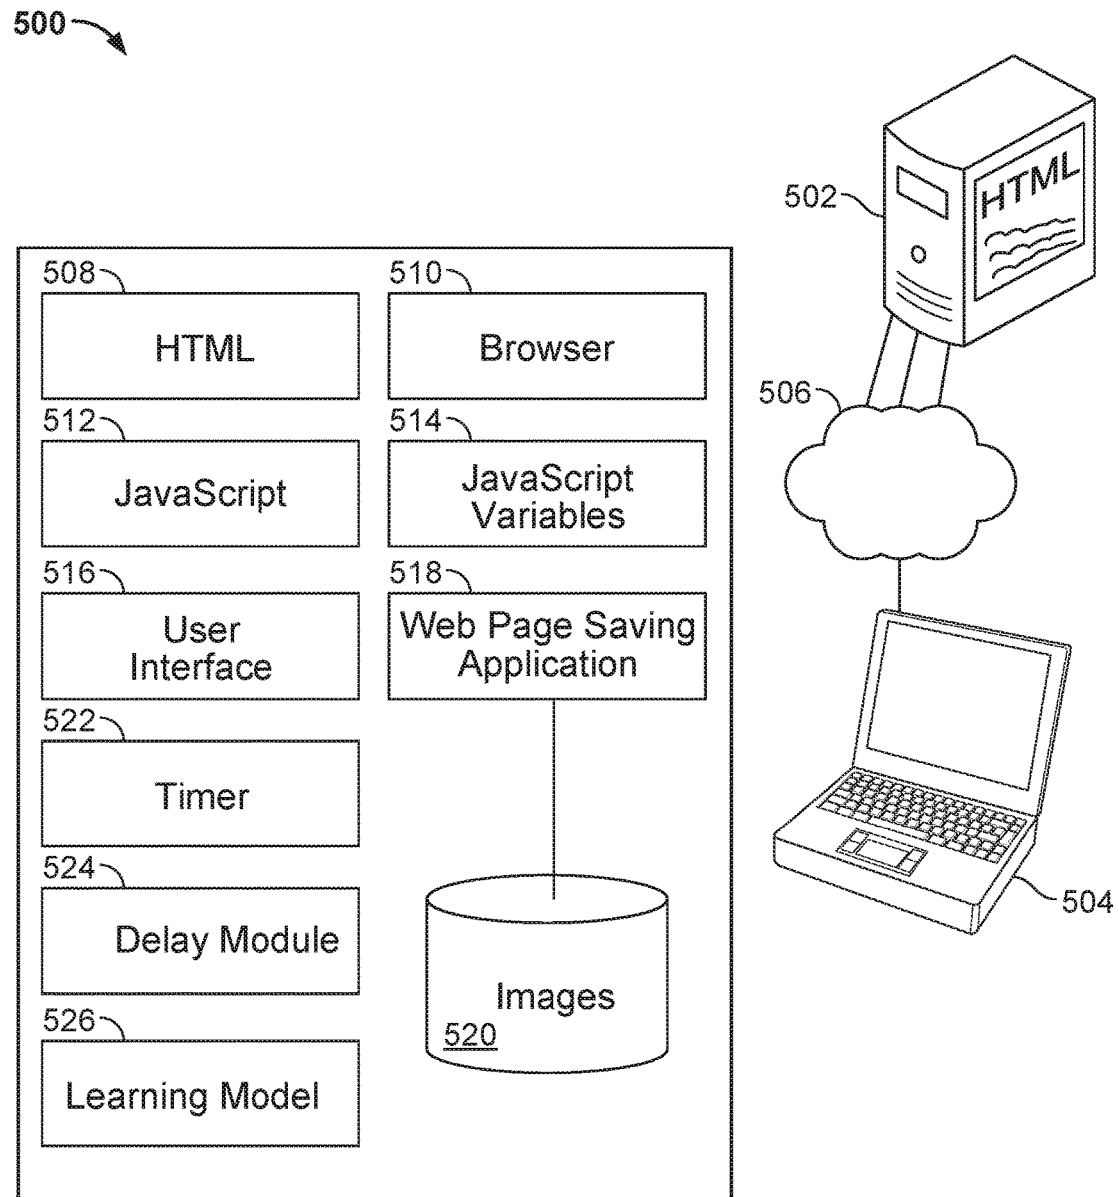 500
502
HTML
508
HTML
510
Browser
506
512
JavaScript
514
JavaScript
Variables
516
User
Interface
518
Web Page Saving
Application
522
Timer
524
Delay Module
504
526
Learning Model
Images
520